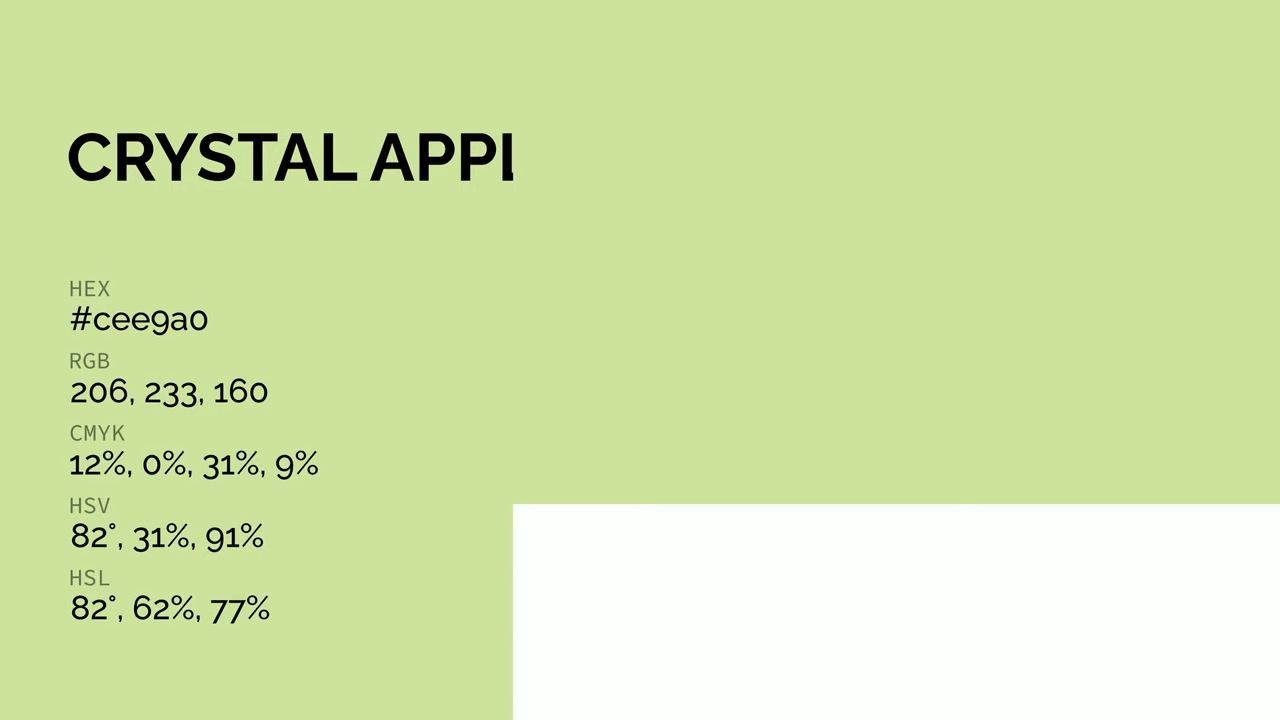 CRYSTAL APPL
HEX
#cee9a0
RGB
206, 233, 160
CMYK
12%, 0%, 31%, 9%
HSV
82°, 31%, 91%
HSL
82°, 62%, 77%